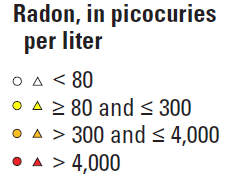 Radon, in picocuries
per liter
< 80
≥ 80 and ≤ 300
> 300 and ≤ 4,000
> 4,000